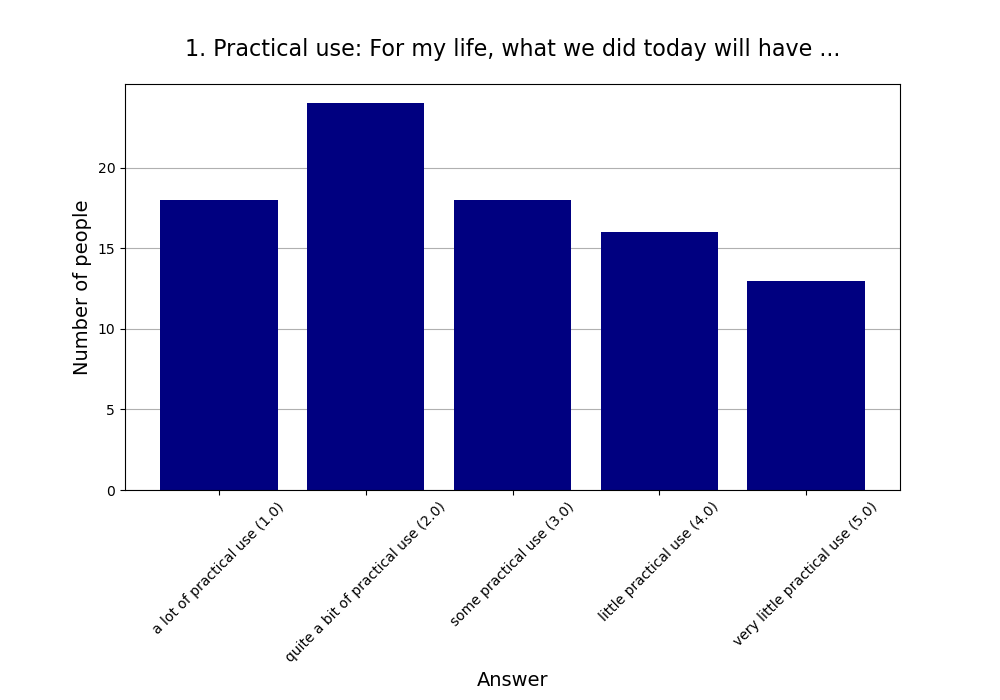 1. Practical use: For my life, what we did today will have ...
Number of people
20
15
10
5
0
a lot of practical use (1.0)
quite a bit of practical use (2.0)
some practical use (3.0)
little practical use (4.0)
very little practical use (5.0)
Answer